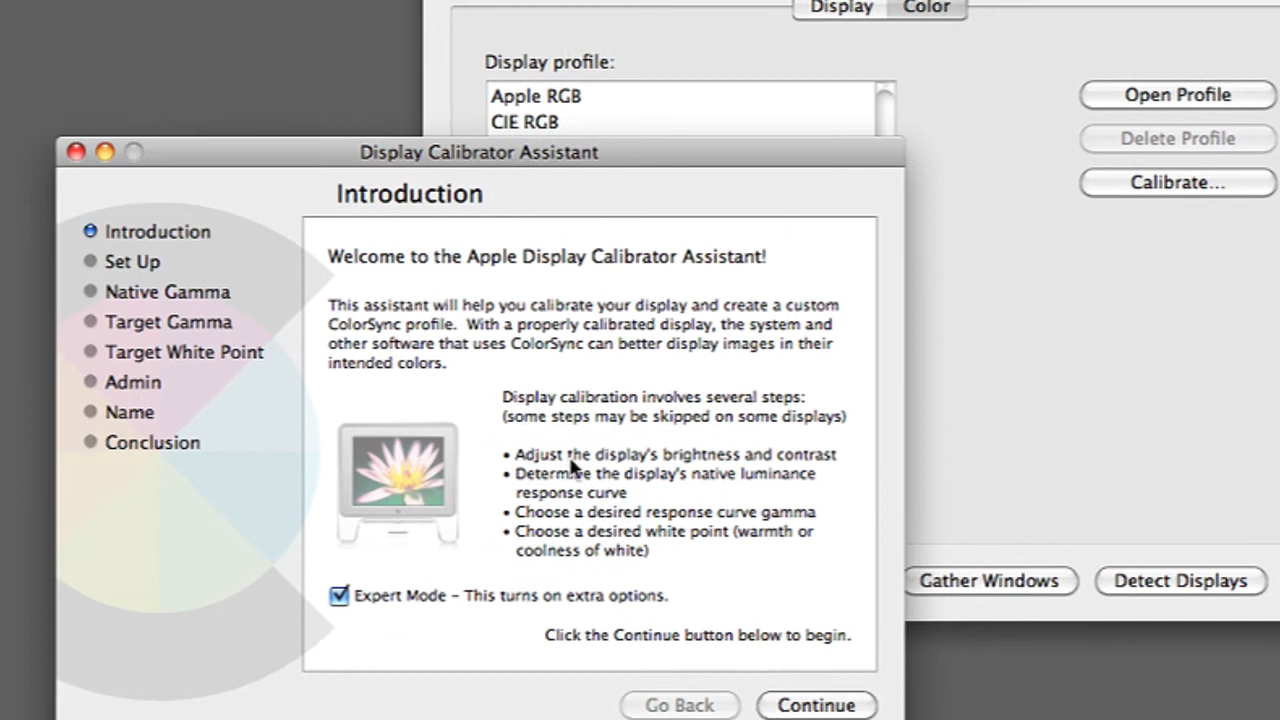 Display Color
Display profile:
Apple RGB
CIE RGB
Open Profile
Delete Profile
Calibrate...
Display Calibrator Assistant
Introduction
Introduction
Set Up
Native Gamma
Target Gamma
Target White Point
Admin
Name
Conclusion
Welcome to the Apple Display Calibrator Assistant!
This assistant will help you calibrate your display and create a custom
ColorSync profile. With a properly calibrated display, the system and
other software that uses ColorSync can better display images in their
intended colors.
Display calibration involves several steps:
(some steps may be skipped on some displays)
• Adjust the display's brightness and contrast
• Determine the display's native luminance
response curve
• Choose a desired response curve gamma
• Choose a desired white point (warmth or
coolness of white)
Expert Mode – This turns on extra options.
Click the Continue button below to begin.
Go Back
Continue
Gather Windows
Detect Displays